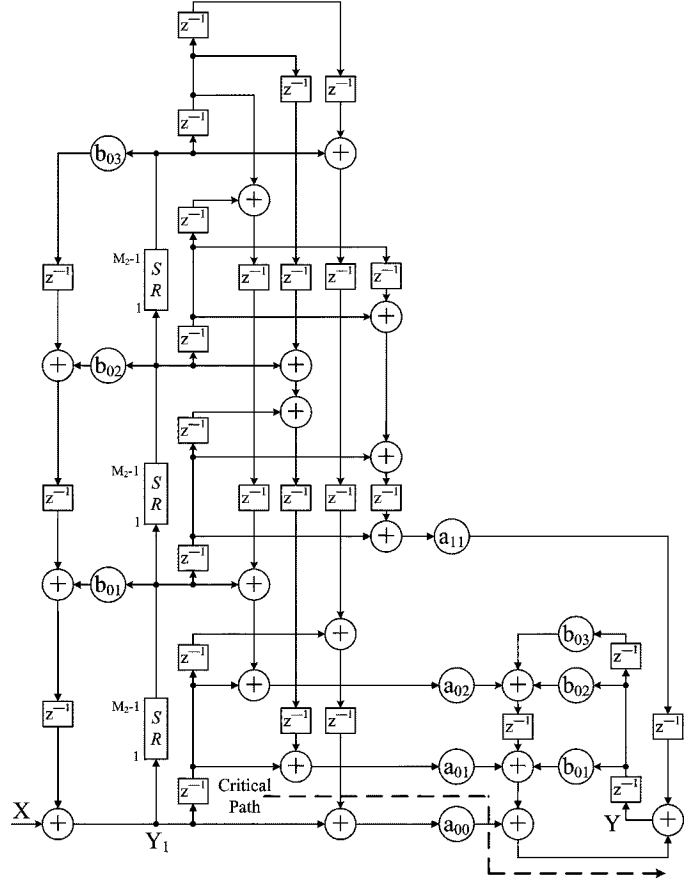 z⁻¹
z⁻¹ z⁻¹
z⁻¹
b₀₃
z⁻¹
M₂-1
z⁻¹ S z⁻¹ z⁻¹ z⁻¹ z⁻¹
R
1
z⁻¹
b₀₂
z⁻¹
M₂-1
z⁻¹ S z⁻¹ z⁻¹ z⁻¹ z⁻¹
R
1
a₁₁
z⁻¹
b₀₁
b₀₃
z⁻¹ z⁻¹
a₀₂ b₀₂
M₂-1
z⁻¹ S z⁻¹ z⁻¹ z⁻¹ z⁻¹
R
1
a₀₁ b₀₁
z⁻¹ Critical z⁻¹
Path
X a₀₀ Y
Y₁